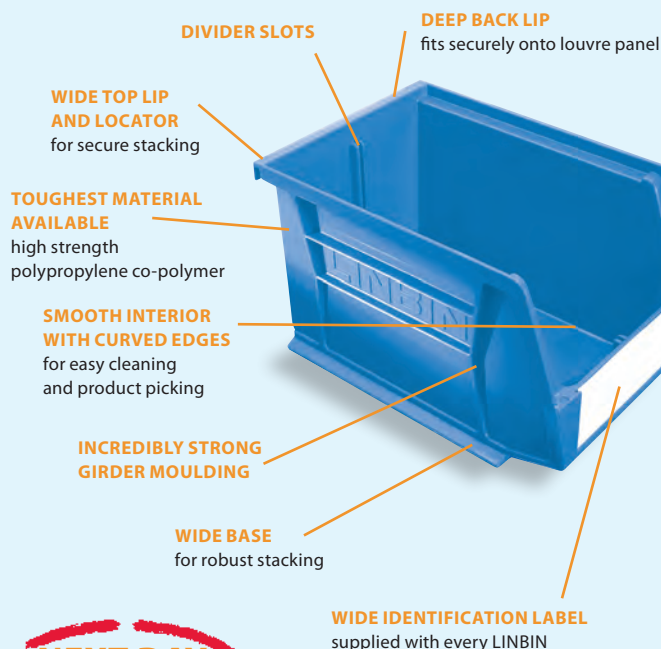 DIVIDER SLOTS
DEEP BACK LIP
fits securely onto louvre panel
WIDE TOP LIP
AND LOCATOR
for secure stacking
TOUGHEST MATERIAL
AVAILABLE
high strength
polypropylene co-polymer
LINBIN
SMOOTH INTERIOR
WITH CURVED EDGES
for easy cleaning
and product picking
INCREDIBLY STRONG
GIRDER MOULDING
WIDE BASE
for robust stacking
WIDE IDENTIFICATION LABEL
supplied with every LINBIN
NEXT DAY